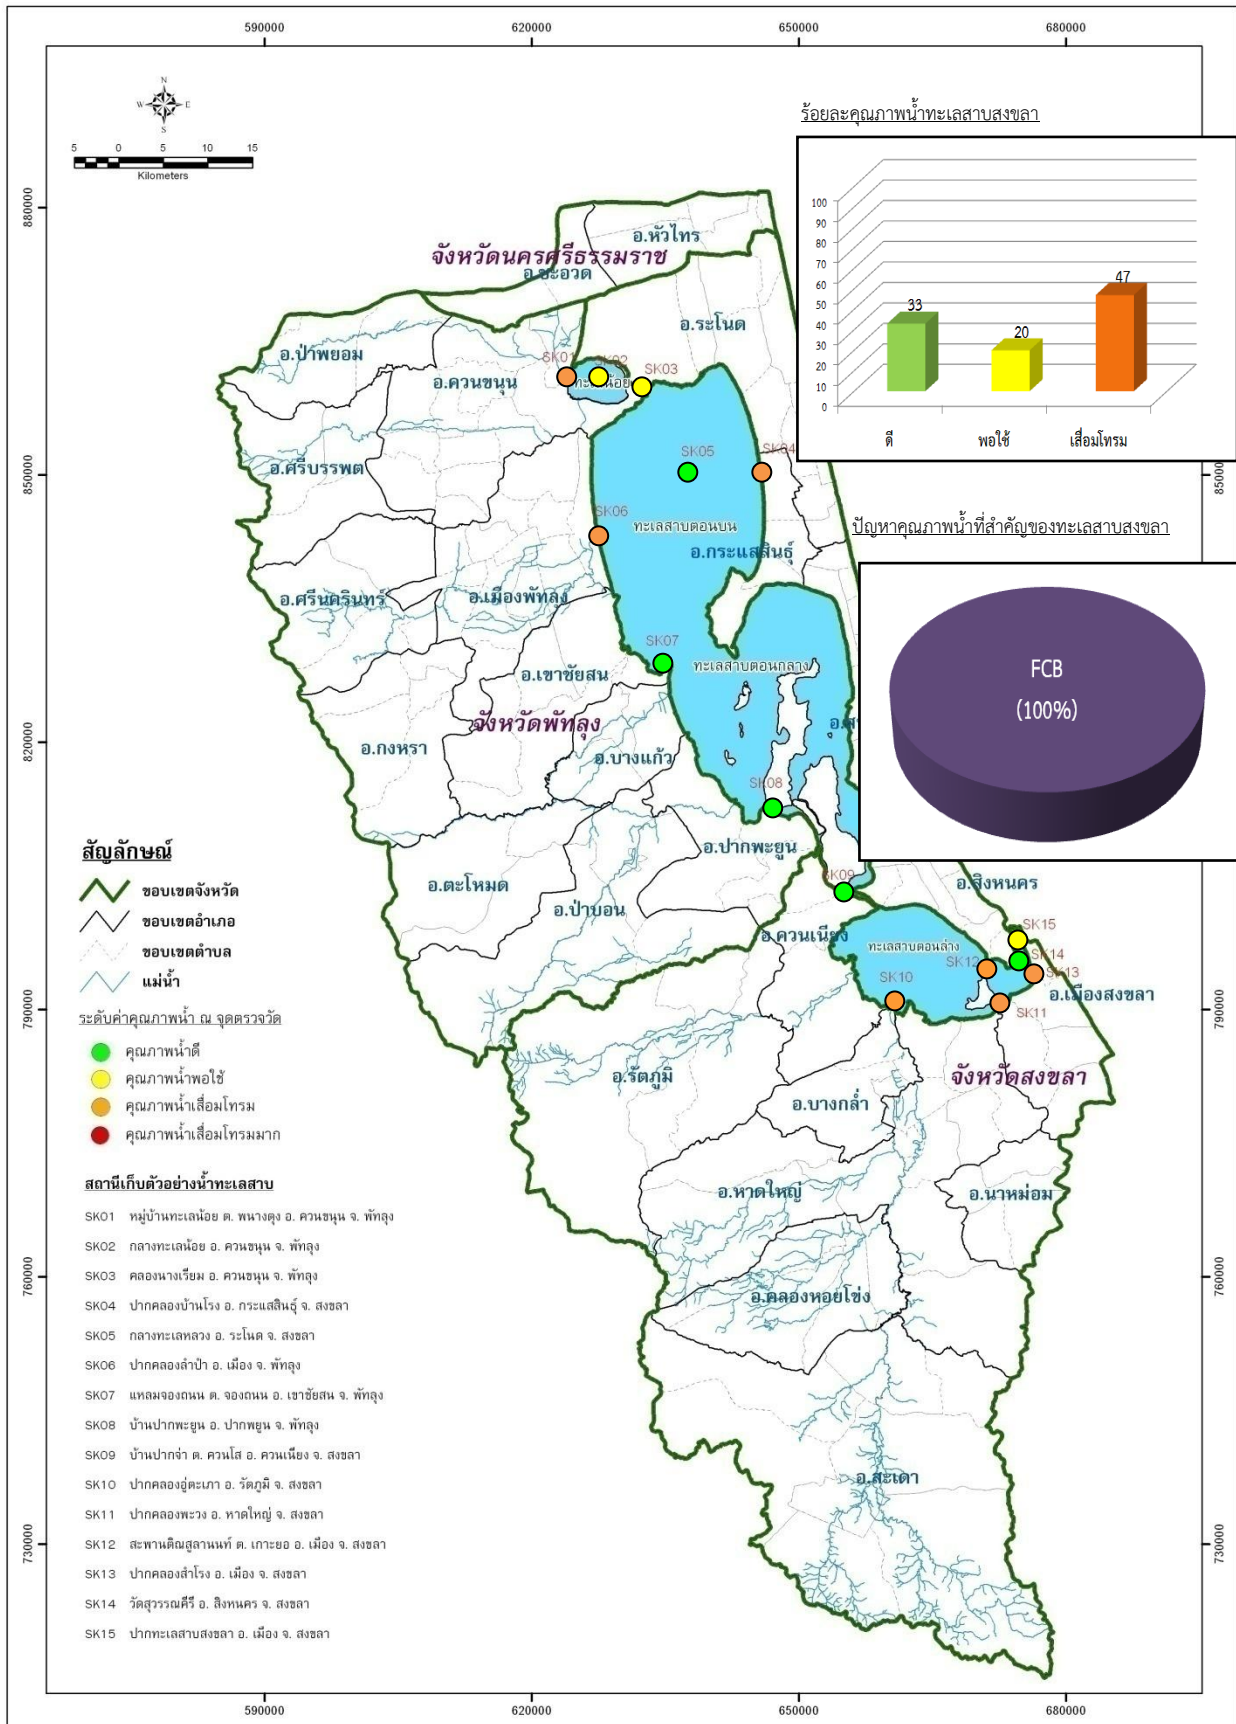 590000
620000
650000
680000
N
W
E
S
5 0 5 10 15
Kilometers
ร้อยละคุณภาพน้ำทะเลสาบสงขลา
100
90
80
70
60
50
40
30
20
10
0
33
20
47
ดี
พอใช้
เสื่อมโทรม
880000
850000
820000
790000
760000
730000
850000
790000
760000
730000
อ.หัวไทร
จังหวัดนครศรีธรรมราช
อ.ชะอวด
อ.ระโนด
อ.ป่าพยอม
อ.ควนขนุน
SK01
SK02
SK03
ทะเลน้อย
อ.ศรีบรรพต
SK05
SK04
SK06
ทะเลสาบตอนบน
อ.กระแสสินธุ์
ปัญหาคุณภาพน้ำที่สำคัญของทะเลสาบสงขลา
FCB
(100%)
อ.ศรีนครินทร์
อ.เมืองพัทลุง
SK07
ทะเลสาบตอนกลาง
อ.เขาชัยสน
จังหวัดพัทลุง
อ.กงหรา
อ.บางแก้ว
SK08
อ.ปากพะยูน
SK09
อ.ตะโหมด
อ.ป่าบอน
อ.สิงหนคร
อ.ควนเนียง
ทะเลสาบตอนล่าง
SK15
SK14
SK12
SK13
SK10
SK11
อ.เมืองสงขลา
อ.รัตภูมิ
จังหวัดสงขลา
อ.บางกล่ำ
อ.หาดใหญ่
อ.นาหม่อม
อ.คลองหอยโข่ง
อ.สะเดา
สัญลักษณ์
ขอบเขตจังหวัด
ขอบเขตอำเภอ
ขอบเขตตำบล
แม่น้ำ
ระดับค่าคุณภาพน้ำ ณ จุดตรวจวัด
คุณภาพน้ำดี
คุณภาพน้ำพอใช้
คุณภาพน้ำเสื่อมโทรม
คุณภาพน้ำเสื่อมโทรมมาก
สถานีเก็บตัวอย่างน้ำทะเลสาบ
SK01 หมู่บ้านทะเลน้อย ต. พนางตุง อ. ควนขนุน จ. พัทลุง
SK02 กลางทะเลน้อย อ. ควนขนุน จ. พัทลุง
SK03 คลองนางเรียม อ. ควนขนุน จ. พัทลุง
SK04 ปากคลองบ้านโรง อ. กระแสสินธุ์ จ. สงขลา
SK05 กลางทะเลหลวง อ. ระโนด จ. สงขลา
SK06 ปากคลองลำปำ อ. เมือง จ. พัทลุง
SK07 แหลมจองถนน ต. จองถนน อ. เขาชัยสน จ. พัทลุง
SK08 บ้านปากพะยูน อ. ปากพยูน จ. พัทลุง
SK09 บ้านปากจ่า ต. ควนโส อ. ควนเนียง จ. สงขลา
SK10 ปากคลองอู่ตะเภา อ. รัตภูมิ จ. สงขลา
SK11 ปากคลองพะวง อ. หาดใหญ่ จ. สงขลา
SK12 สะพานติณสูลานนท์ ต. เกาะยอ อ. เมือง จ. สงขลา
SK13 ปากคลองสำโรง อ. เมือง จ. สงขลา
SK14 วัดสุวรรณคีรี อ. สิงหนคร จ. สงขลา
SK15 ปากทะเลสาบสงขลา อ. เมือง จ. สงขลา
590000
620000
650000
680000